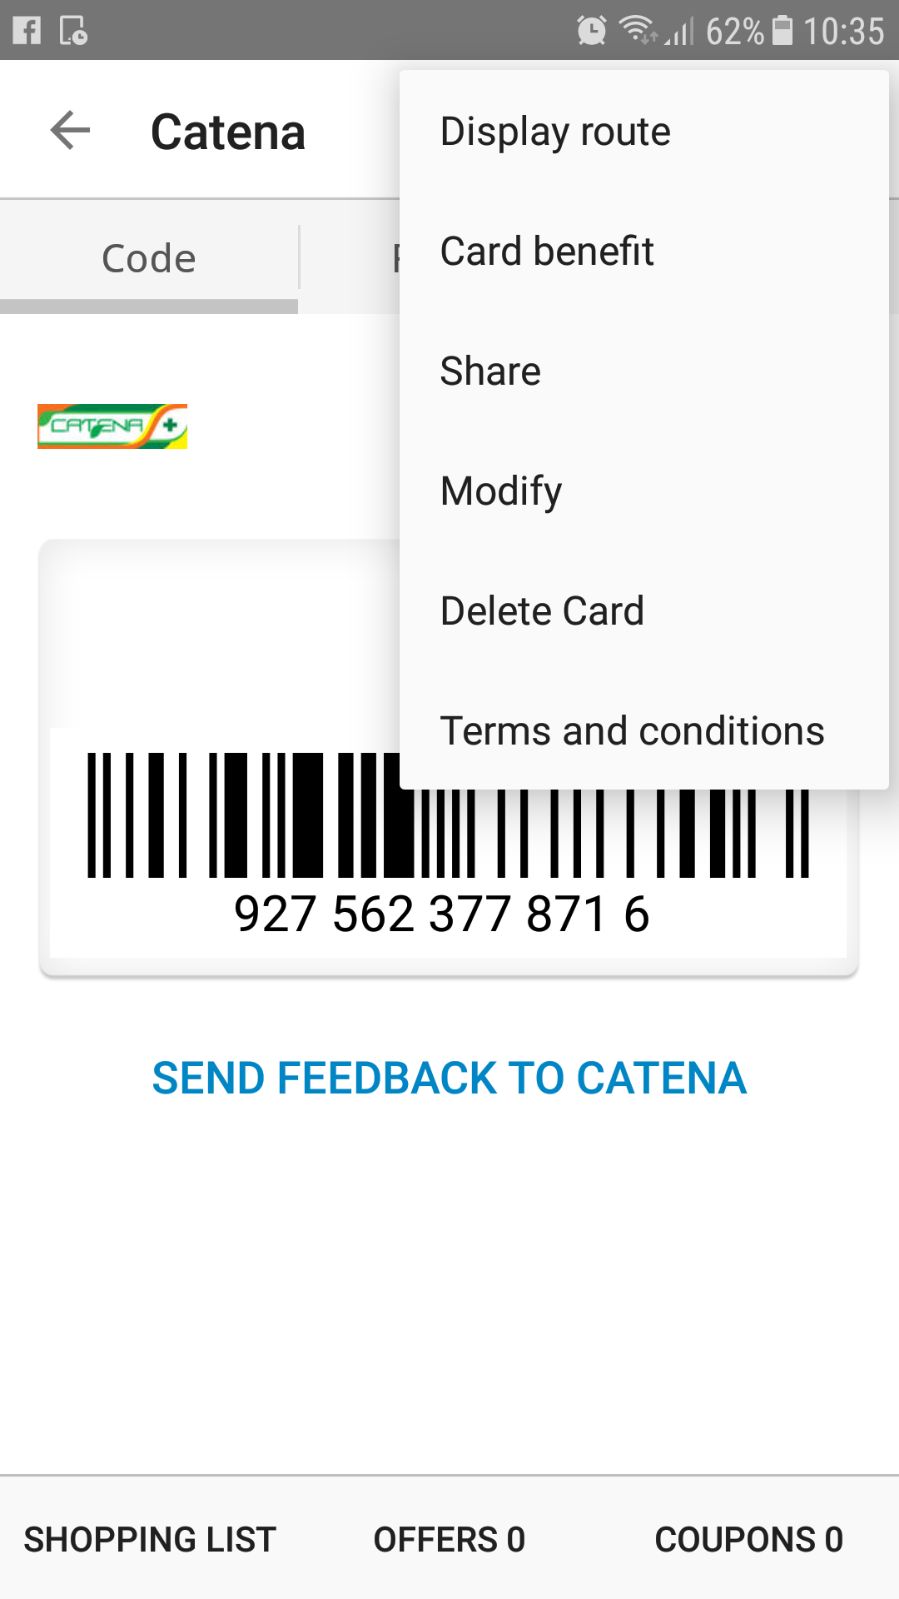 62% 10:35
Catena
Display route
Card benefit
Share
Modify
Delete Card
Terms and conditions
Code
CATENA
927 562 377 871 6
SEND FEEDBACK TO CATENA
SHOPPING LIST OFFERS 0 COUPONS 0